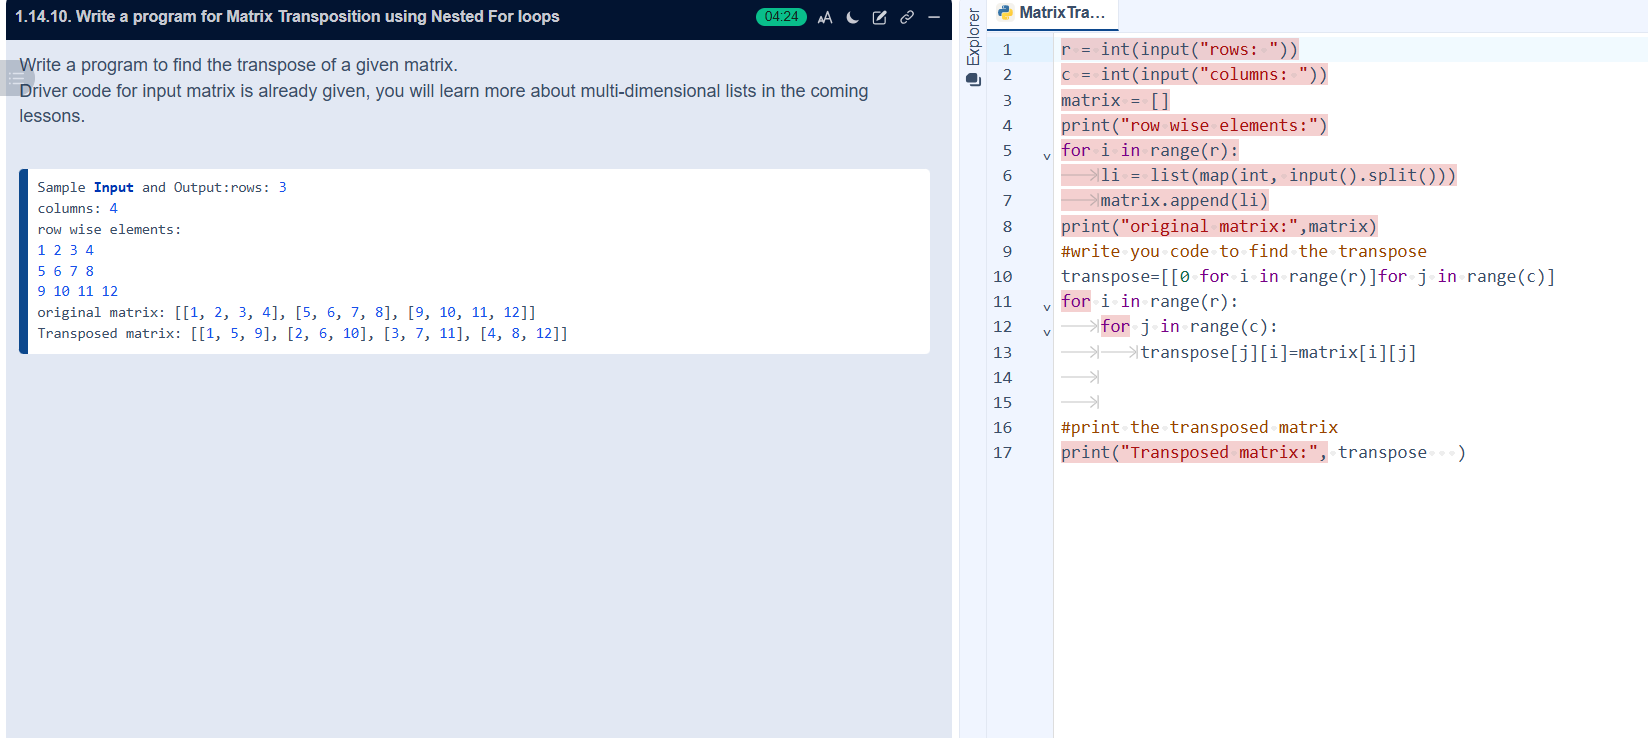 1.14.10. Write a program for Matrix Transposition using Nested For loops
04:24
Write a program to find the transpose of a given matrix.
Driver code for input matrix is already given, you will learn more about multi-dimensional lists in the coming
lessons.
Sample Input and Output:rows: 3
columns: 4
row wise elements:
1 2 3 4
5 6 7 8
9 10 11 12
original matrix: [[1, 2, 3, 4], [5, 6, 7, 8], [9, 10, 11, 12]]
Transposed matrix: [[1, 5, 9], [2, 6, 10], [3, 7, 11], [4, 8, 12]]
Explorer
MatrixTra...
1 r = int(input("rows: "))
2 c = int(input("columns: "))
3 matrix = []
4 print("row wise elements:")
5 for i in range(r):
6 li = list(map(int, input().split()))
7 matrix.append(li)
8 print("original matrix:",matrix)
9 #write you code to find the transpose
10 transpose=[[0 for i in range(r)]for j in range(c)]
11 for i in range(r):
12 for j in range(c):
13 transpose[j][i]=matrix[i][j]
14
15
16 #print the transposed matrix
17 print("Transposed matrix:", transpose   )